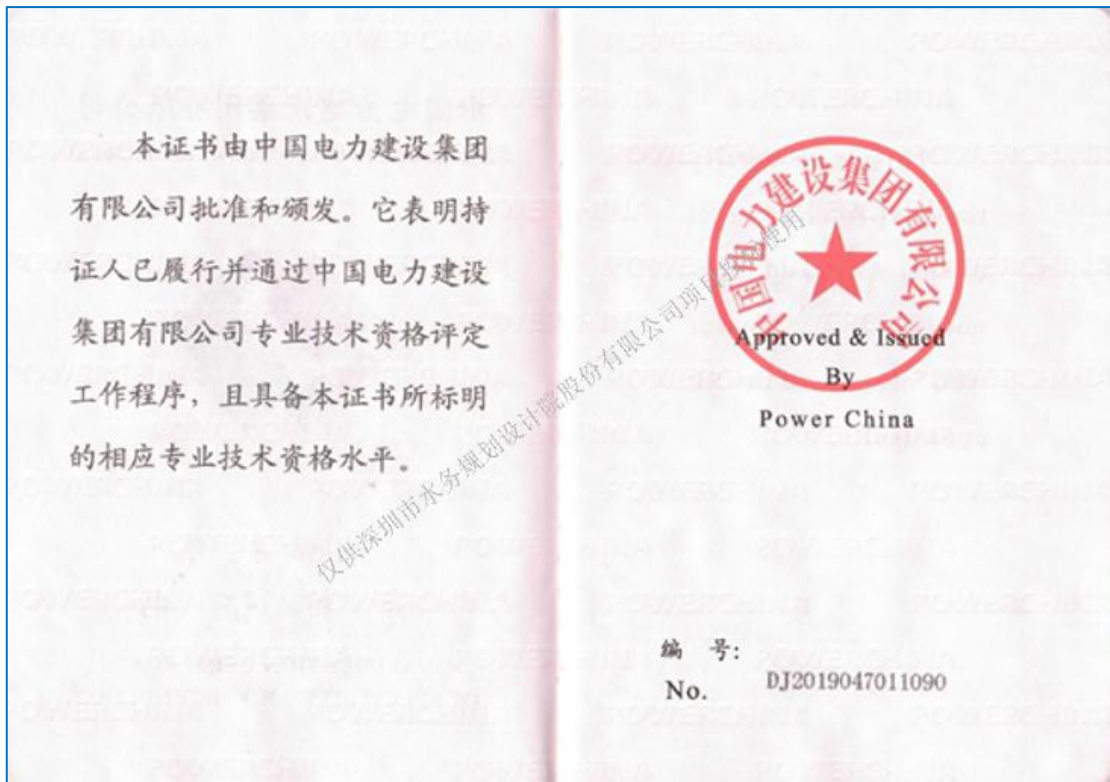 本证书由中国电力建设集团
有限公司批准和颁发。它表明持
证人已履行并通过中国电力建设
集团有限公司专业技术资格评定
工作程序，且具备本证书所标明
的相应专业技术资格水平。
仅供深圳市水务规划设计院股份有限公司项目投标使用
中国电力建设集团有限公司
Approved & Issued
By
Power China
编 号：
No. DJ2019047011090